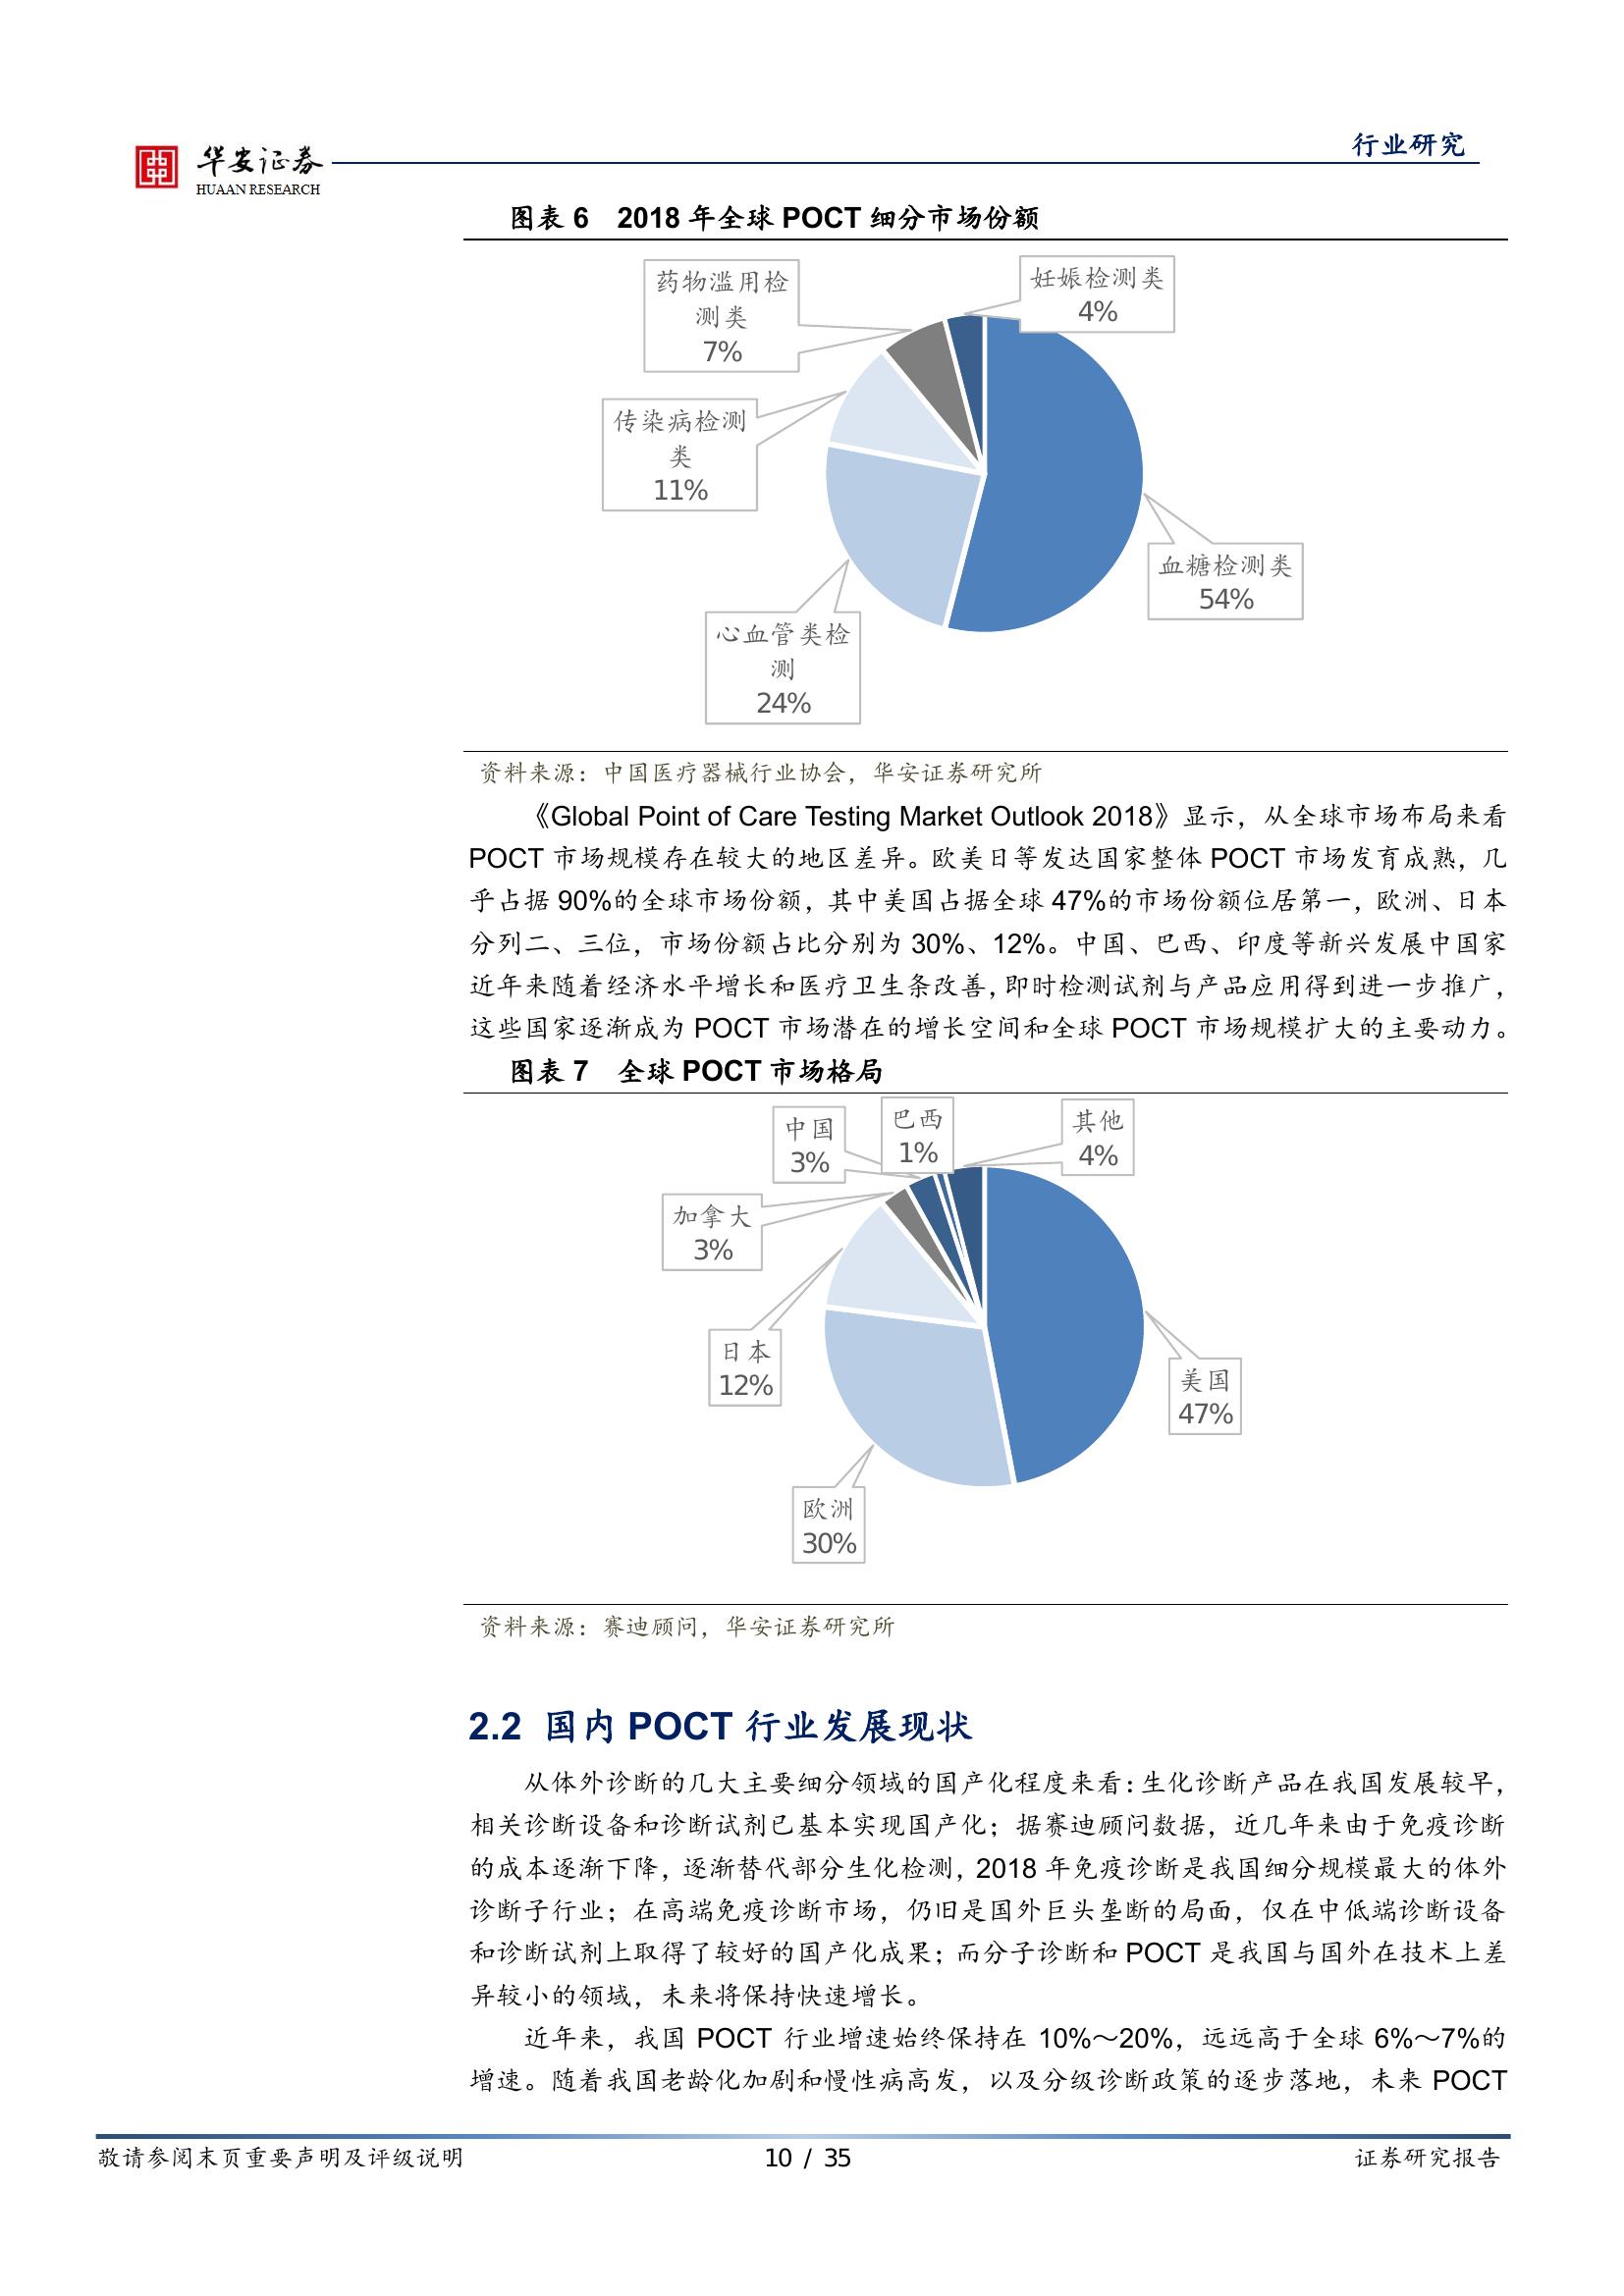 华安证券
HUAAN RESEARCH
行业研究
图表 6 2018 年全球 POCT 细分市场份额
药物滥用检
测类
7%
妊娠检测类
4%
传染病检测
类
11%
血糖检测类
54%
心血管类检
测
24%
资料来源：中国医疗器械行业协会，华安证券研究所
《Global Point of Care Testing Market Outlook 2018》显示，从全球市场布局来看
POCT 市场规模存在较大的地区差异。欧美日等发达国家整体 POCT 市场发育成熟，几
乎占据 90%的全球市场份额，其中美国占据全球 47%的市场份额位居第一，欧洲、日本
分列二、三位，市场份额占比分别为 30%、12%。中国、巴西、印度等新兴发展中国家
近年来随着经济水平增长和医疗卫生条改善，即时检测试剂与产品应用得到进一步推广，
这些国家逐渐成为 POCT 市场潜在的增长空间和全球 POCT 市场规模扩大的主要动力。
图表 7 全球 POCT 市场格局
中国
3%
巴西
1%
其他
4%
加拿大
3%
日本
12%
美国
47%
欧洲
30%
资料来源：赛迪顾问，华安证券研究所
2.2 国内 POCT 行业发展现状
从体外诊断的几大主要细分领域的国产化程度来看：生化诊断产品在我国发展较早，
相关诊断设备和诊断试剂已基本实现国产化；据赛迪顾问数据，近几年来由于免疫诊断
的成本逐渐下降，逐渐替代部分生化检测，2018 年免疫诊断是我国细分规模最大的体外
诊断子行业；在高端免疫诊断市场，仍旧是国外巨头垄断的局面，仅在中低端诊断设备
和诊断试剂上取得了较好的国产化成果；而分子诊断和 POCT 是我国与国外在技术上差
异较小的领域，未来将保持快速增长。
近年来，我国 POCT 行业增速始终保持在 10%～20%，远远高于全球 6%～7%的
增速。随着我国老龄化加剧和慢性病高发，以及分级诊断政策的逐步落地，未来 POCT
敬请参阅末页重要声明及评级说明
10 / 35
证券研究报告